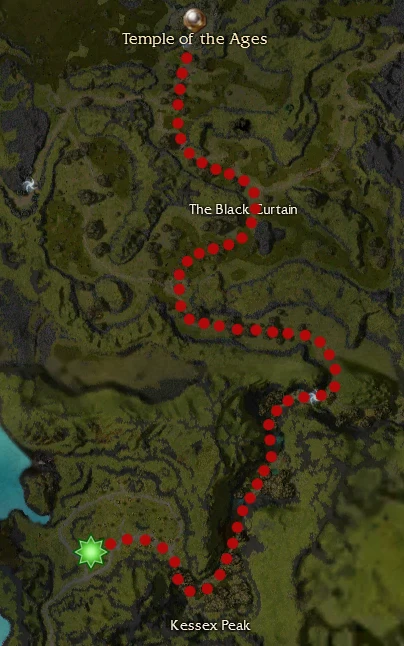 Temple of the Ages
The Black Curtain
Kessex Peak